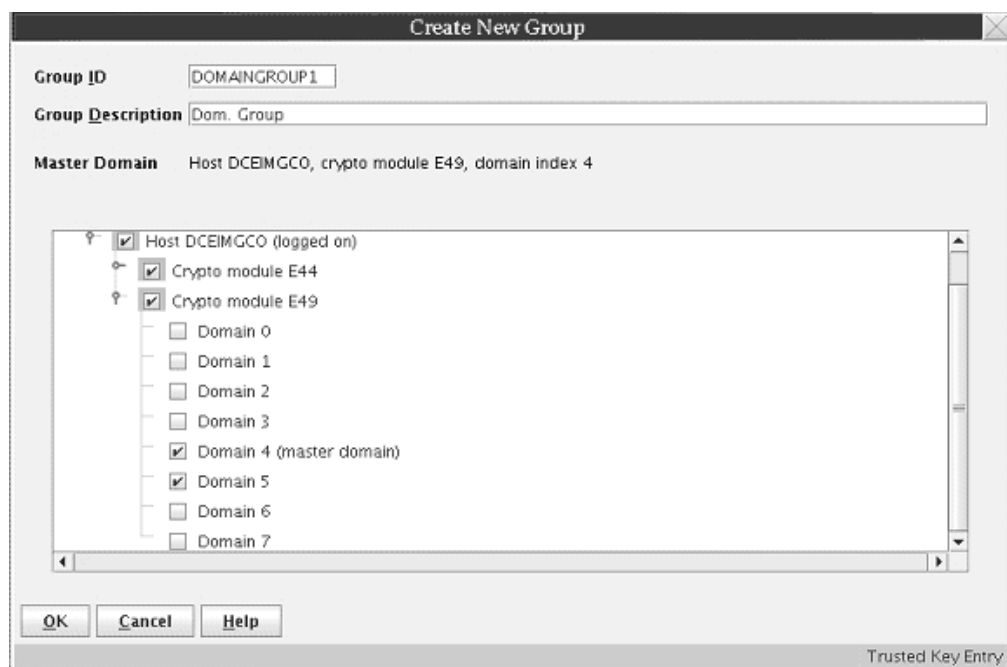 Create New Group
Group ID DOMAINGROUP1
Group Description Dom. Group
Master Domain Host DCEIMGCO, crypto module E49, domain index 4
Host DCEIMGCO (logged on)
Crypto module E44
Crypto module E49
Domain 0
Domain 1
Domain 2
Domain 3
Domain 4 (master domain)
Domain 5
Domain 6
Domain 7
OK Cancel Help
Trusted Key Entry